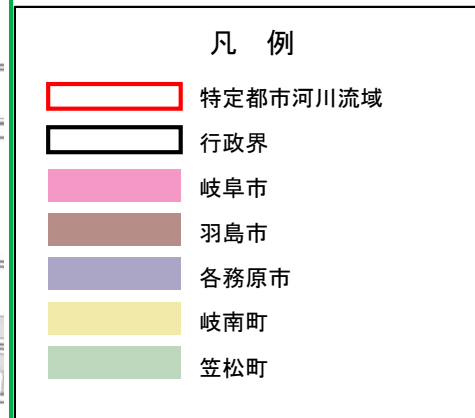 凡 例
特定都市河川流域
行政界
岐阜市
羽島市
各務原市
岐南町
笠松町